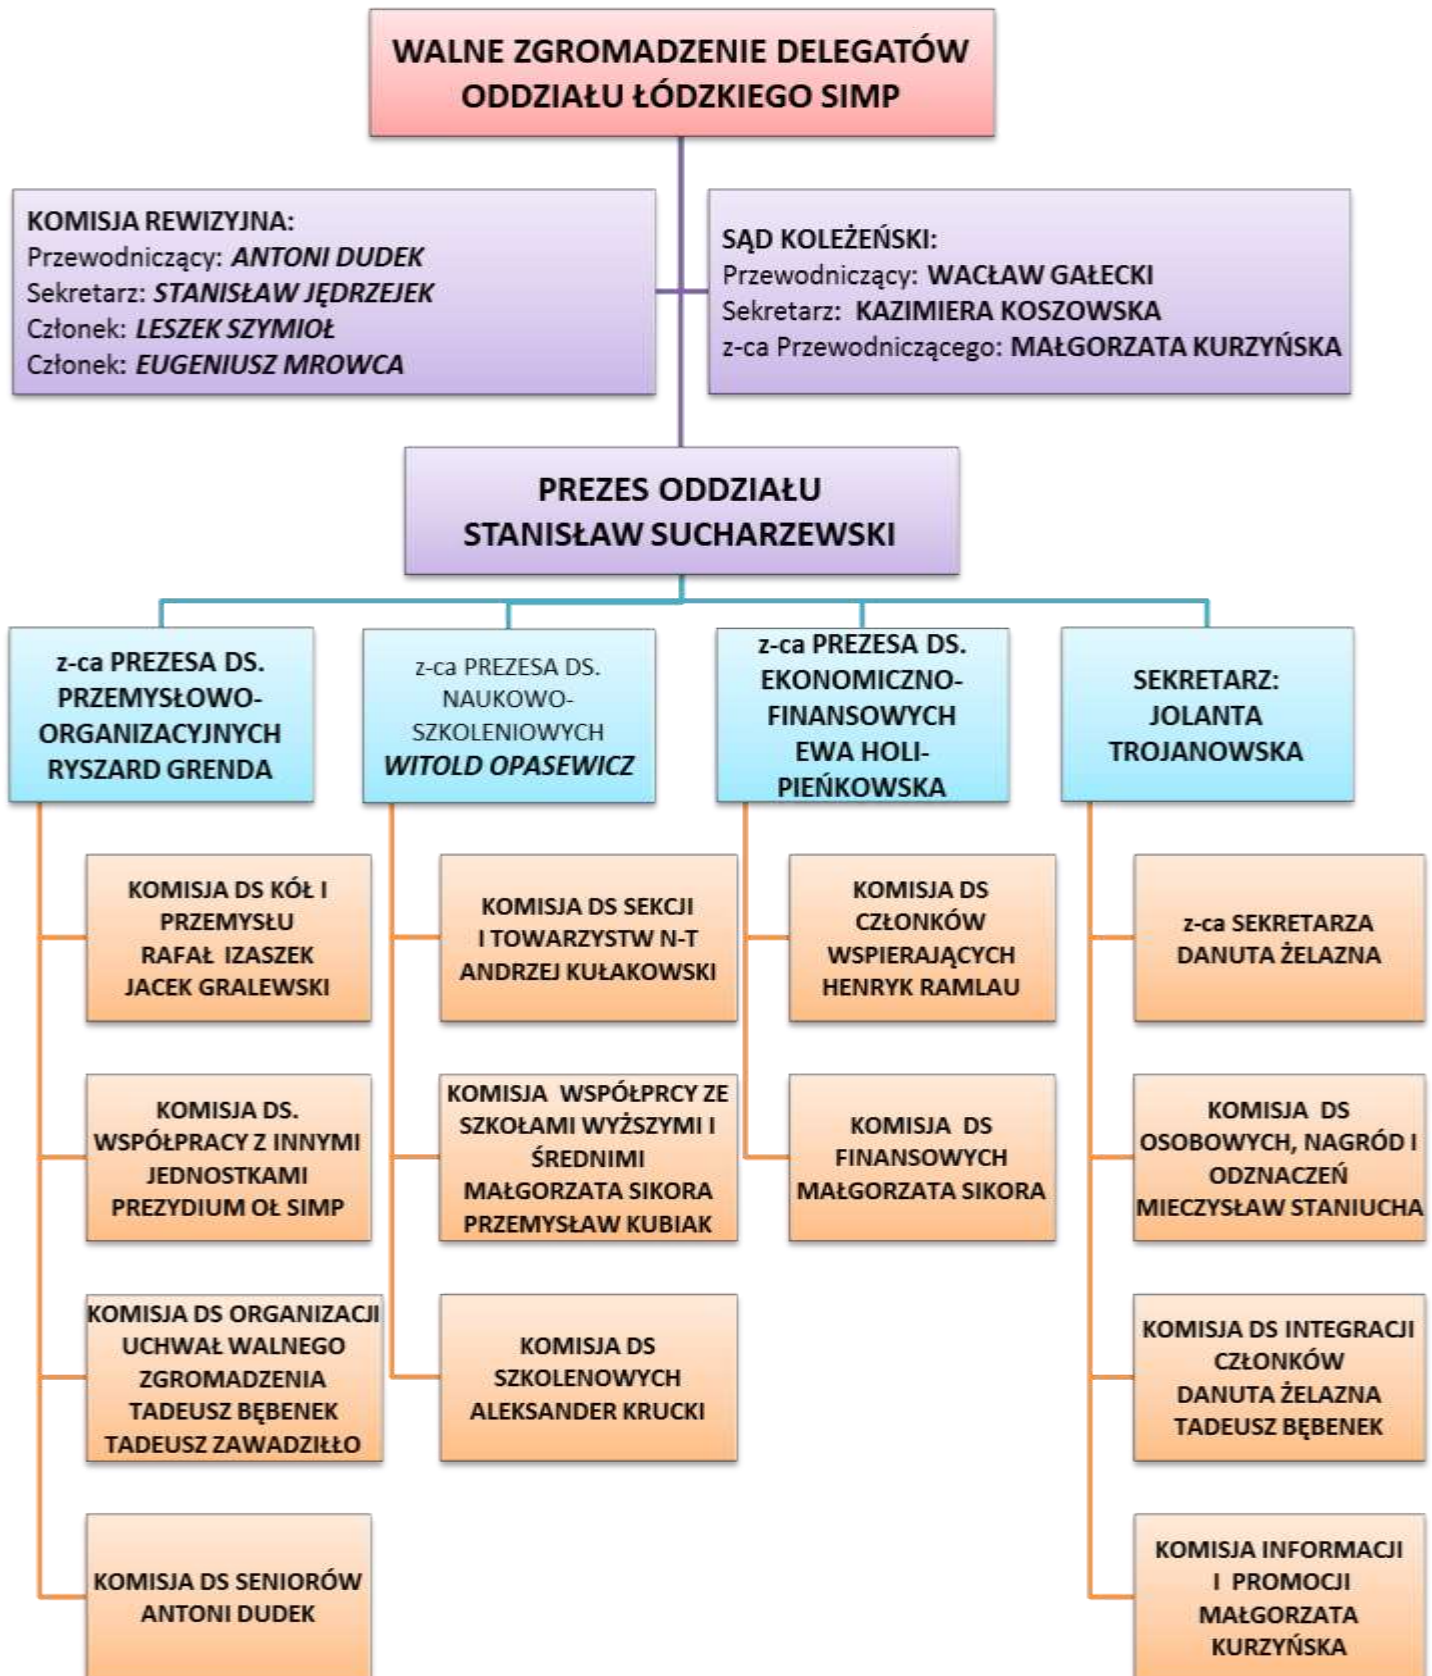 WALNE ZGROMADZENIE DELEGATÓW
ODDZIAŁU ŁÓDZKIEGO SIMP
KOMISJA REWIZYJNA:
Przewodniczący: ANTONI DUDEK
Sekretarz: STANISŁAW JĘDRZEJEK
Członek: LESZEK SZYMIOŁ
Członek: EUGENIUSZ MROWCA
SĄD KOLEŻEŃSKI:
Przewodniczący: WACŁAW GAŁECKI
Sekretarz: KAZIMIERA KOSZOWSKA
z-ca Przewodniczącego: MAŁGORZATA KURZYŃSKA
PREZES ODDZIAŁU
STANISŁAW SUCHARZEWSKI
z-ca PREZESA DS.
PRZEMYSŁOWO-
ORGANIZACYJNYCH
RYSZARD GRENDA
z-ca PREZESA DS.
NAUKOWO-
SZKOLENIOWYCH
WITOLD OPASEWICZ
z-ca PREZESA DS.
EKONOMICZNO-
FINANSOWYCH
EWA HOLI-
PIEŃKOWSKA
SEKRETARZ:
JOLANTA
TROJANOWSKA
KOMISJA DS KÓŁ I
PRZEMYSŁU
RAFAŁ IZASZEK
JACEK GRALEWSKI
KOMISJA DS.
WSPÓŁPRACY Z INNYMI
JEDNOSTKAMI
PREZYDIUM OŁ SIMP
KOMISJA DS ORGANIZACJI
UCHWAŁ WALNEGO
ZGROMADZENIA
TADEUSZ BĘBENEK
TADEUSZ ZAWADZIŁŁO
KOMISJA DS SENIORÓW
ANTONI DUDEK
KOMISJA DS SEKCJI
I TOWARZYSTW N-T
ANDRZEJ KUŁAKOWSKI
KOMISJA WSPÓŁPRCY ZE
SZKOŁAMI WYŻSZYMI I
ŚREDNIMI
MAŁGORZATA SIKORA
PRZEMYSŁAW KUBIAK
KOMISJA DS
SZKOLENOWYCH
ALEKSANDER KRUCKI
KOMISJA DS
CZŁONKÓW
WSPIERAJĄCYCH
HENRYK RAMLAU
KOMISJA DS
FINANSOWYCH
MAŁGORZATA SIKORA
z-ca SEKRETARZA
DANUTA ŻELAZNA
KOMISJA DS
OSOBOWYCH, NAGRÓD I
ODZNACZEŃ
MIECZYSŁAW STANIUCHA
KOMISJA DS INTEGRACJI
CZŁONKÓW
DANUTA ŻELAZNA
TADEUSZ BĘBENEK
KOMISJA INFORMACJI
I PROMOCJI
MAŁGORZATA
KURZYŃSKA